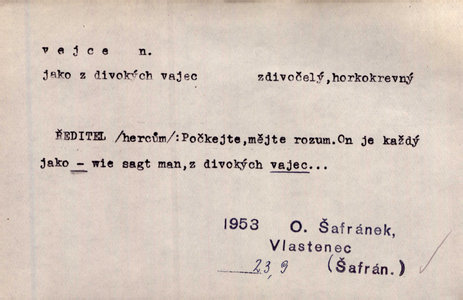 vejce n.
jako z divokých vajec zdivočelý,horkokrevný
ŘEDITEL /hercům/:Počkejte,mějte rozum.On je každý
jako - wie sagt man,z divokých vajec...
1953 O. Šafránek,
Vlastenec
23,9 (Šafrán.)